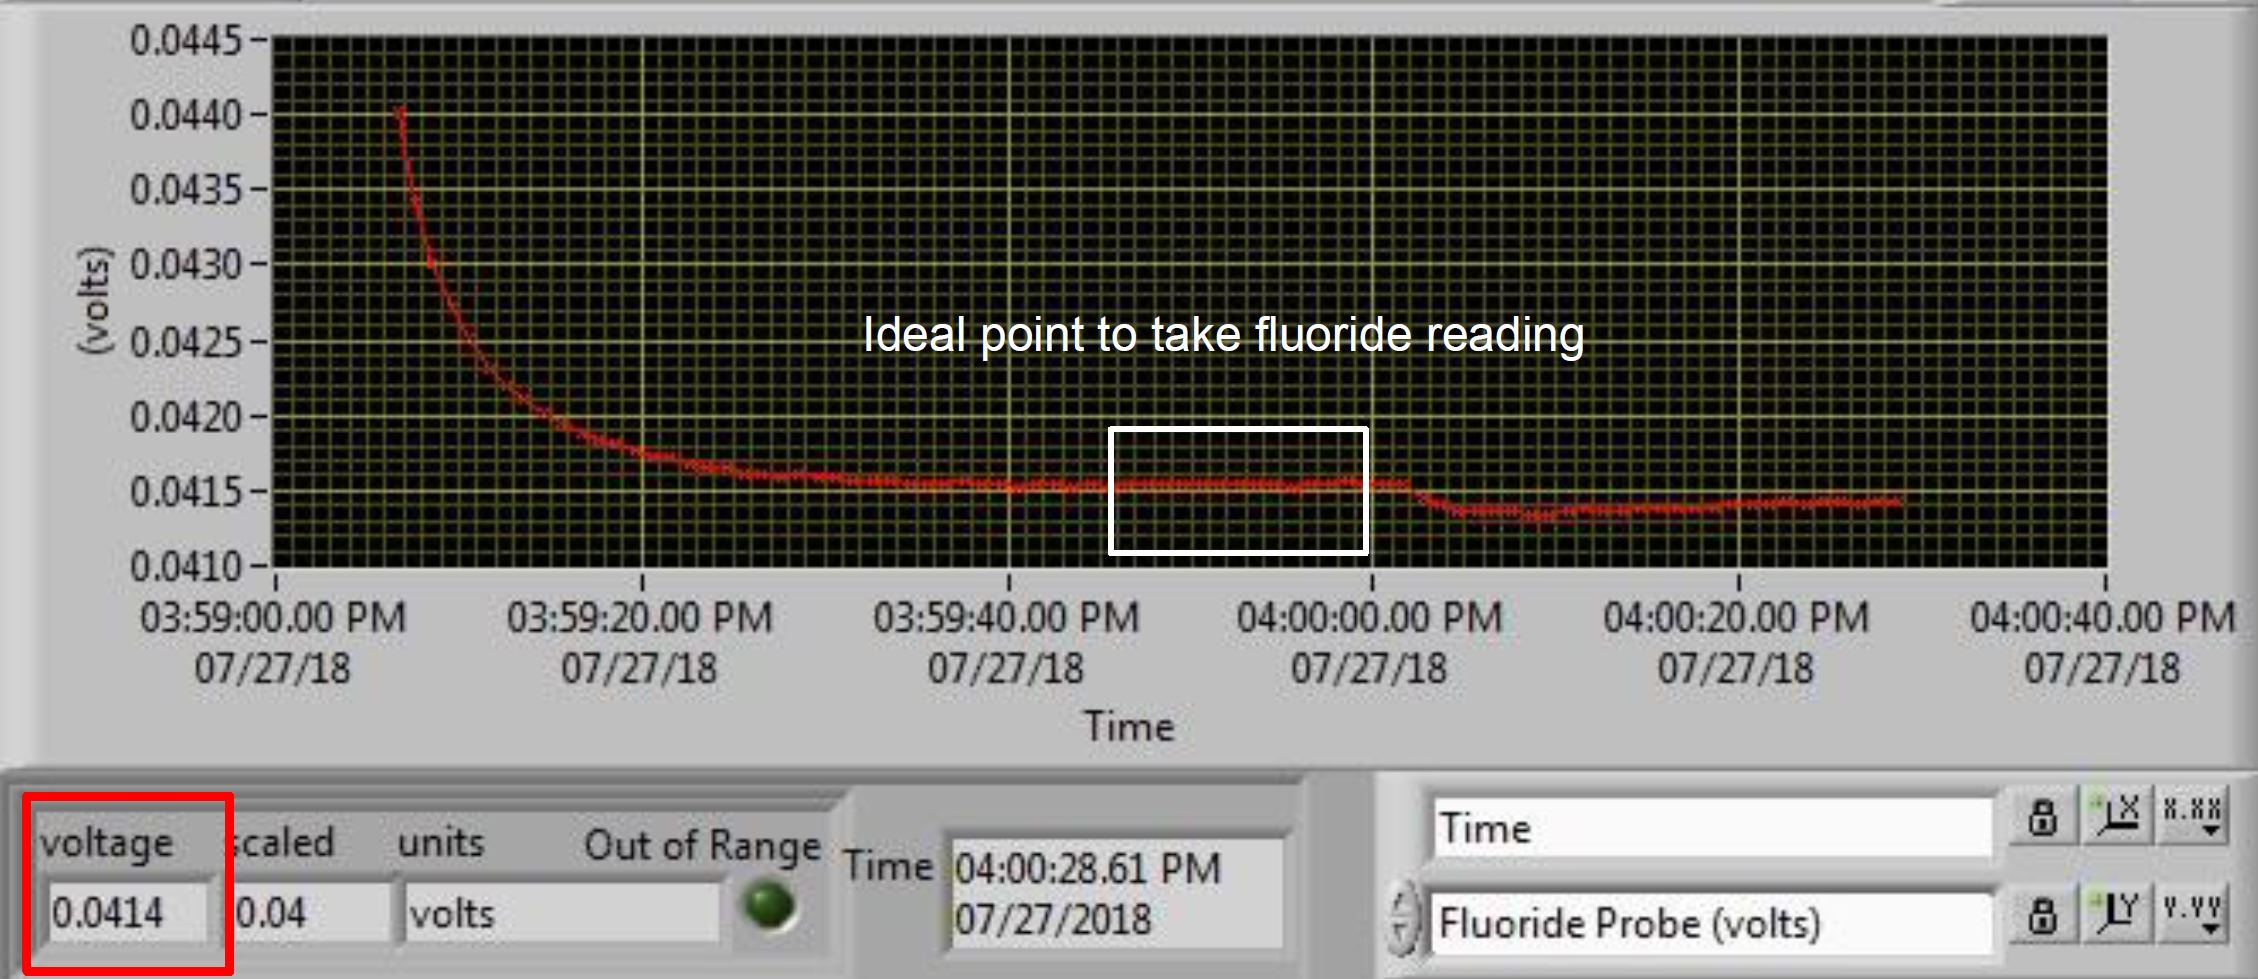 0.0445
0.0440
0.0435
0.0430
(volts)
0.0425
0.0420
0.0415
0.0410
Ideal point to take fluoride reading
03:59:00.00 PM 03:59:20.00 PM 03:59:40.00 PM 04:00:00.00 PM 04:00:20.00 PM 04:00:40.00 PM
07/27/18 07/27/18 07/27/18 07/27/18 07/27/18 07/27/18
Time
voltage scaled units Out of Range
0.0414 0.04 volts
Time 04:00:28.61 PM
07/27/2018
Time X X.XX
Fluoride Probe (volts) Y Y.YY